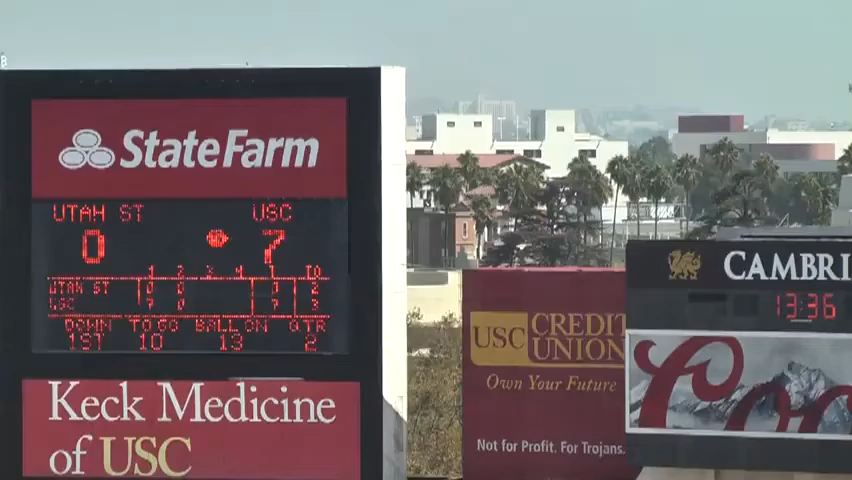 State Farm
UTAH ST USC
0 7
1 2 3 4 T TO
UTAH ST 0 0 0 2
USC 7 0 7 3
DOWN TO GO BALL ON QTR
1ST 10 13 2
Keck Medicine
of USC
USC CREDIT
UNION
Own Your Future
Not for Profit. For Trojans.
CAMBRI
13:36
Coo